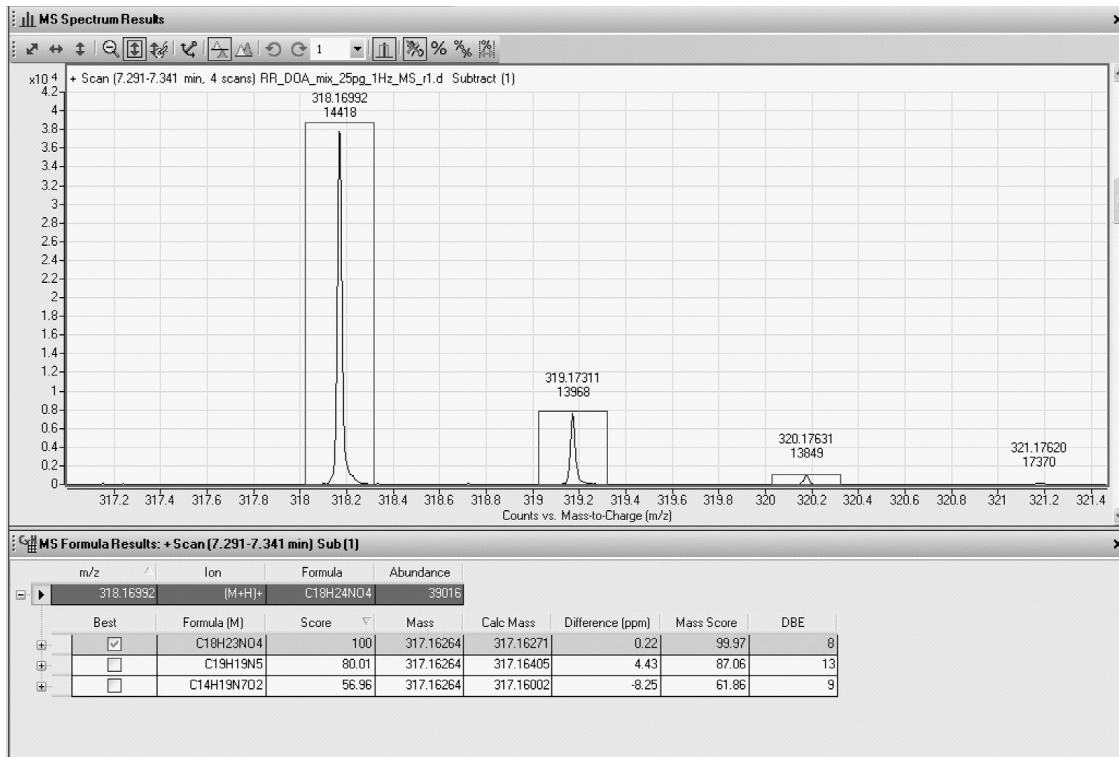 MS Spectrum Results
1
x10 4
+ Scan (7.291-7.341 min, 4 scans) RR_DOA_mix_25pg_1Hz_MS_r1.d Subtract (1)
318.16992
14418
319.17311
13968
320.17631
13849
321.17620
17370
4.2
4
3.8
3.6
3.4
3.2
3
2.8
2.6
2.4
2.2
2
1.8
1.6
1.4
1.2
1
0.8
0.6
0.4
0.2
0
317.2 317.4 317.6 317.8 318 318.2 318.4 318.6 318.8 319 319.2 319.4 319.6 319.8 320 320.2 320.4 320.6 320.8 321 321.2 321.4
Counts vs. Mass-to-Charge (m/z)
MS Formula Results: + Scan (7.291-7.341 min) Sub (1)
m/z Ion Formula Abundance
318.16992 (M+H)+ C18H24NO4 39016
Best Formula (M) Score Mass Calc Mass Difference (ppm) Mass Score DBE
C18H23NO4 100 317.16264 317.16271 0.22 99.97 8
C19H19N5 80.01 317.16264 317.16405 4.43 87.06 13
C14H19N7O2 56.96 317.16264 317.16002 -8.25 61.86 9